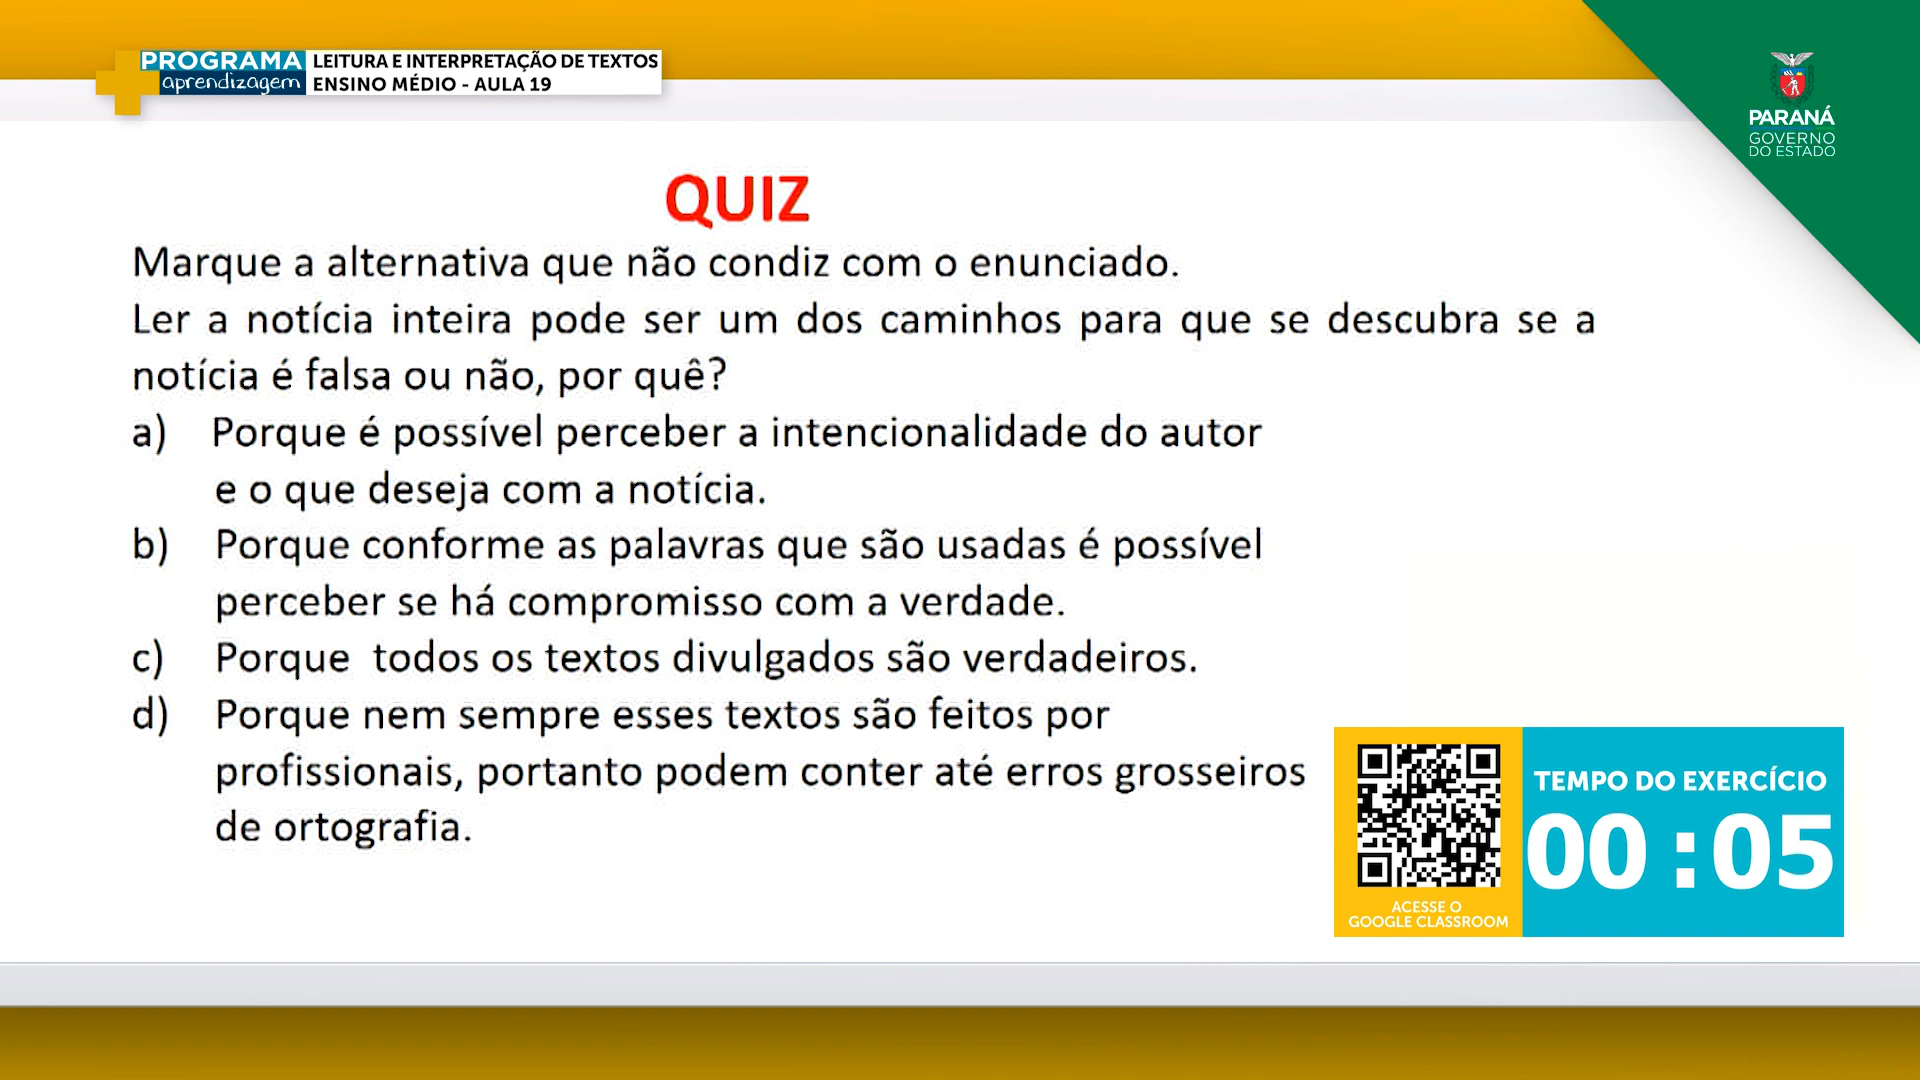 PROGRAMA
aprendizagem
LEITURA E INTERPRETAÇÃO DE TEXTOS
ENSINO MÉDIO - AULA 19
PARANÁ
GOVERNO
DO ESTADO
QUIZ
Marque a alternativa que não condiz com o enunciado.
Ler a notícia inteira pode ser um dos caminhos para que se descubra se a
notícia é falsa ou não, por quê?
a) Porque é possível perceber a intencionalidade do autor
e o que deseja com a notícia.
b) Porque conforme as palavras que são usadas é possível
perceber se há compromisso com a verdade.
c) Porque todos os textos divulgados são verdadeiros.
d) Porque nem sempre esses textos são feitos por
profissionais, portanto podem conter até erros grosseiros
de ortografia.
TEMPO DO EXERCÍCIO
00:05
ACESSE O
GOOGLE CLASSROOM